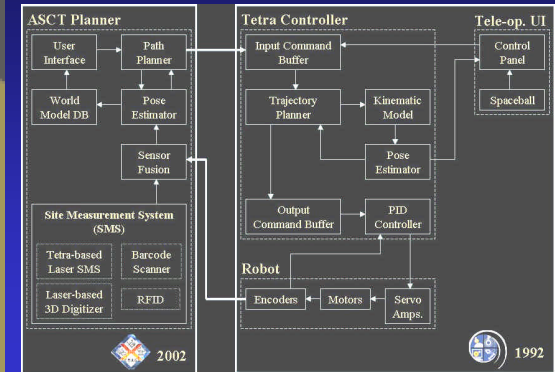 ASCT Planner
User
Interface
Path
Planner
World
Model DB
Pose
Estimator
Sensor
Fusion
Site Measurement System
(SMS)
Tetra-based
Laser SMS
Barcode
Scanner
Laser-based
3D Digitizer
RFID
2002
Tetra Controller
Input Command
Buffer
Trajectory
Planner
Kinematic
Model
Pose
Estimator
Output
Command Buffer
PID
Controller
Robot
Encoders
Motors
Servo
Amps.
Tele-op. UI
Control
Panel
Spaceball
1992